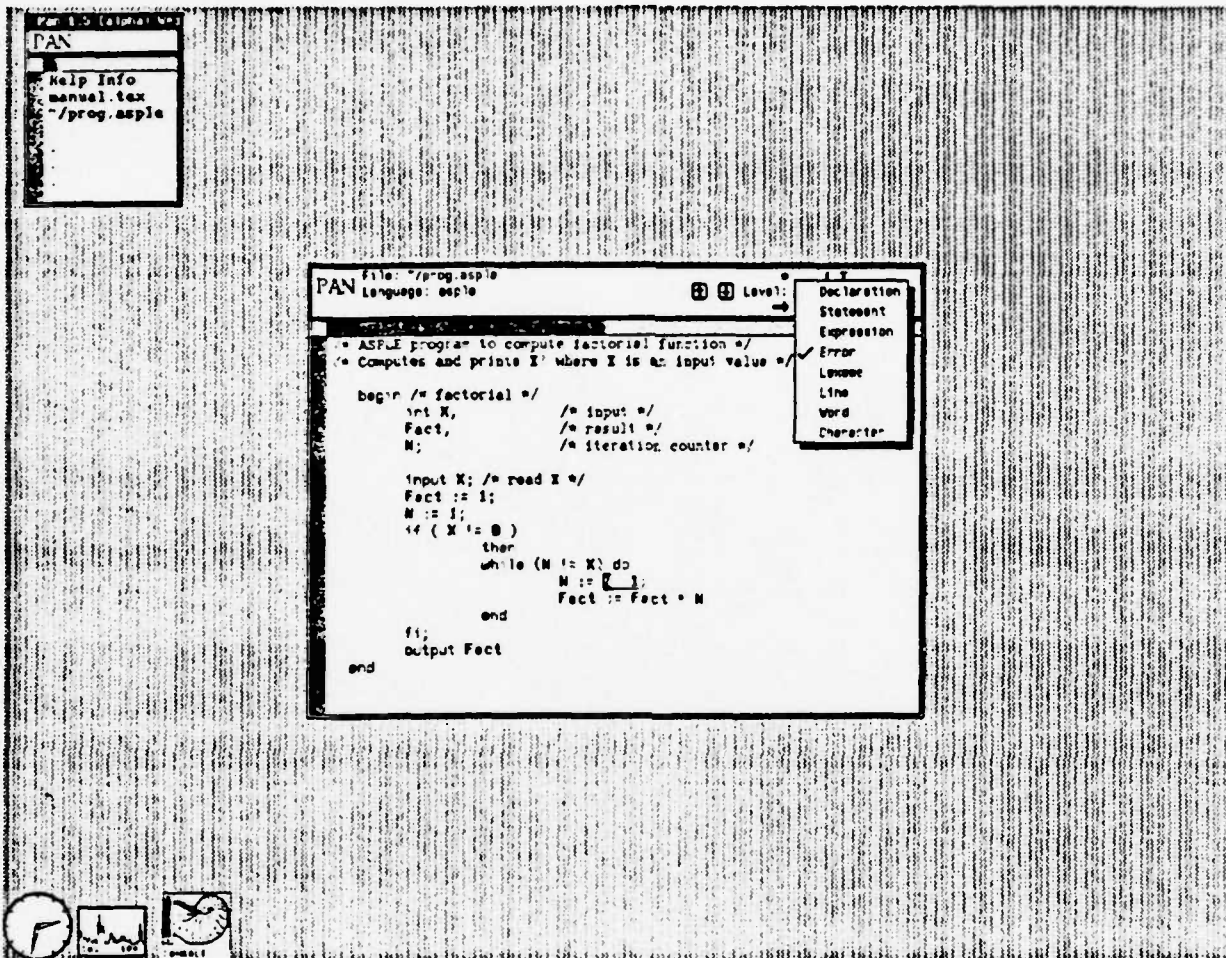 Pan 1.5 (alpha)
PAN
Help Info
manual.tex
~/prog.asple
PAN File: ~/prog.asple
Language: asple
Level:
Declaration
Statement
Expression
Error
Lexeme
Line
Word
Character
/* ASPLE program to compute factorial function */
/* Computes and prints X! where X is an input value */
begin /* factorial */
int X, /* input */
Fact, /* result */
N; /* iteration counter */
input X; /* read X */
Fact := 1;
N := 1;
if ( X != 0 )
then
while (N != X) do
N := 1;
Fact := Fact * N
end
fi;
output Fact
end